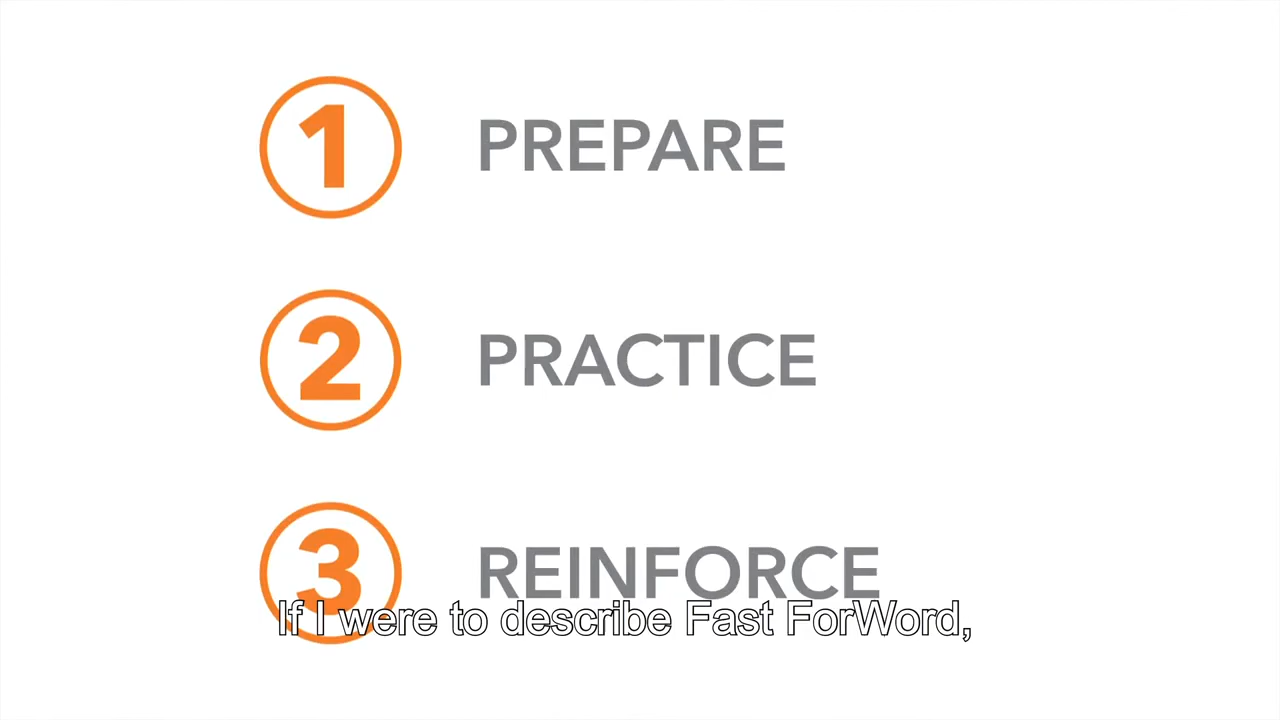 1 PREPARE
2 PRACTICE
3 REINFORCE
If I were to describe Fast ForWord,